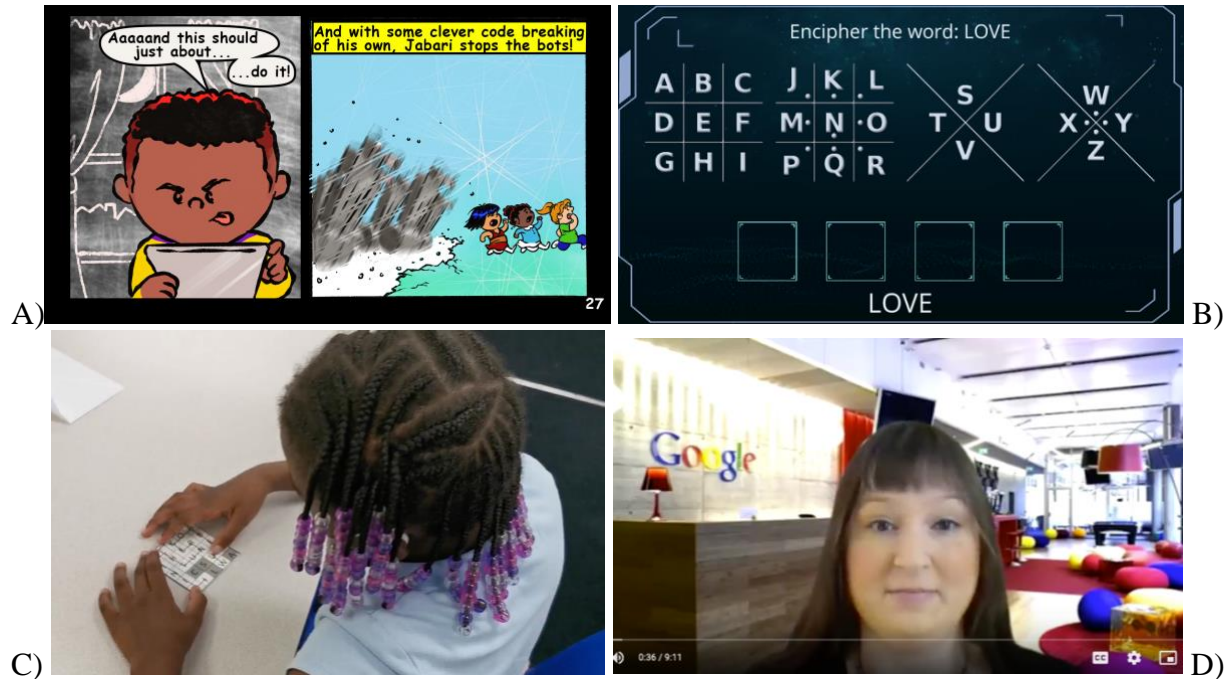 Aaaaand this should
just about...
...do it!
And with some clever code breaking
of his own, Jabari stops the bots!
27
A)
Encipher the word: LOVE
A B C
D E F
G H I
J K L
M N O
P Q R
S
T U
V
W
X Y
Z
LOVE
B)
C)
Google
0:36 / 9:11
CC
D)